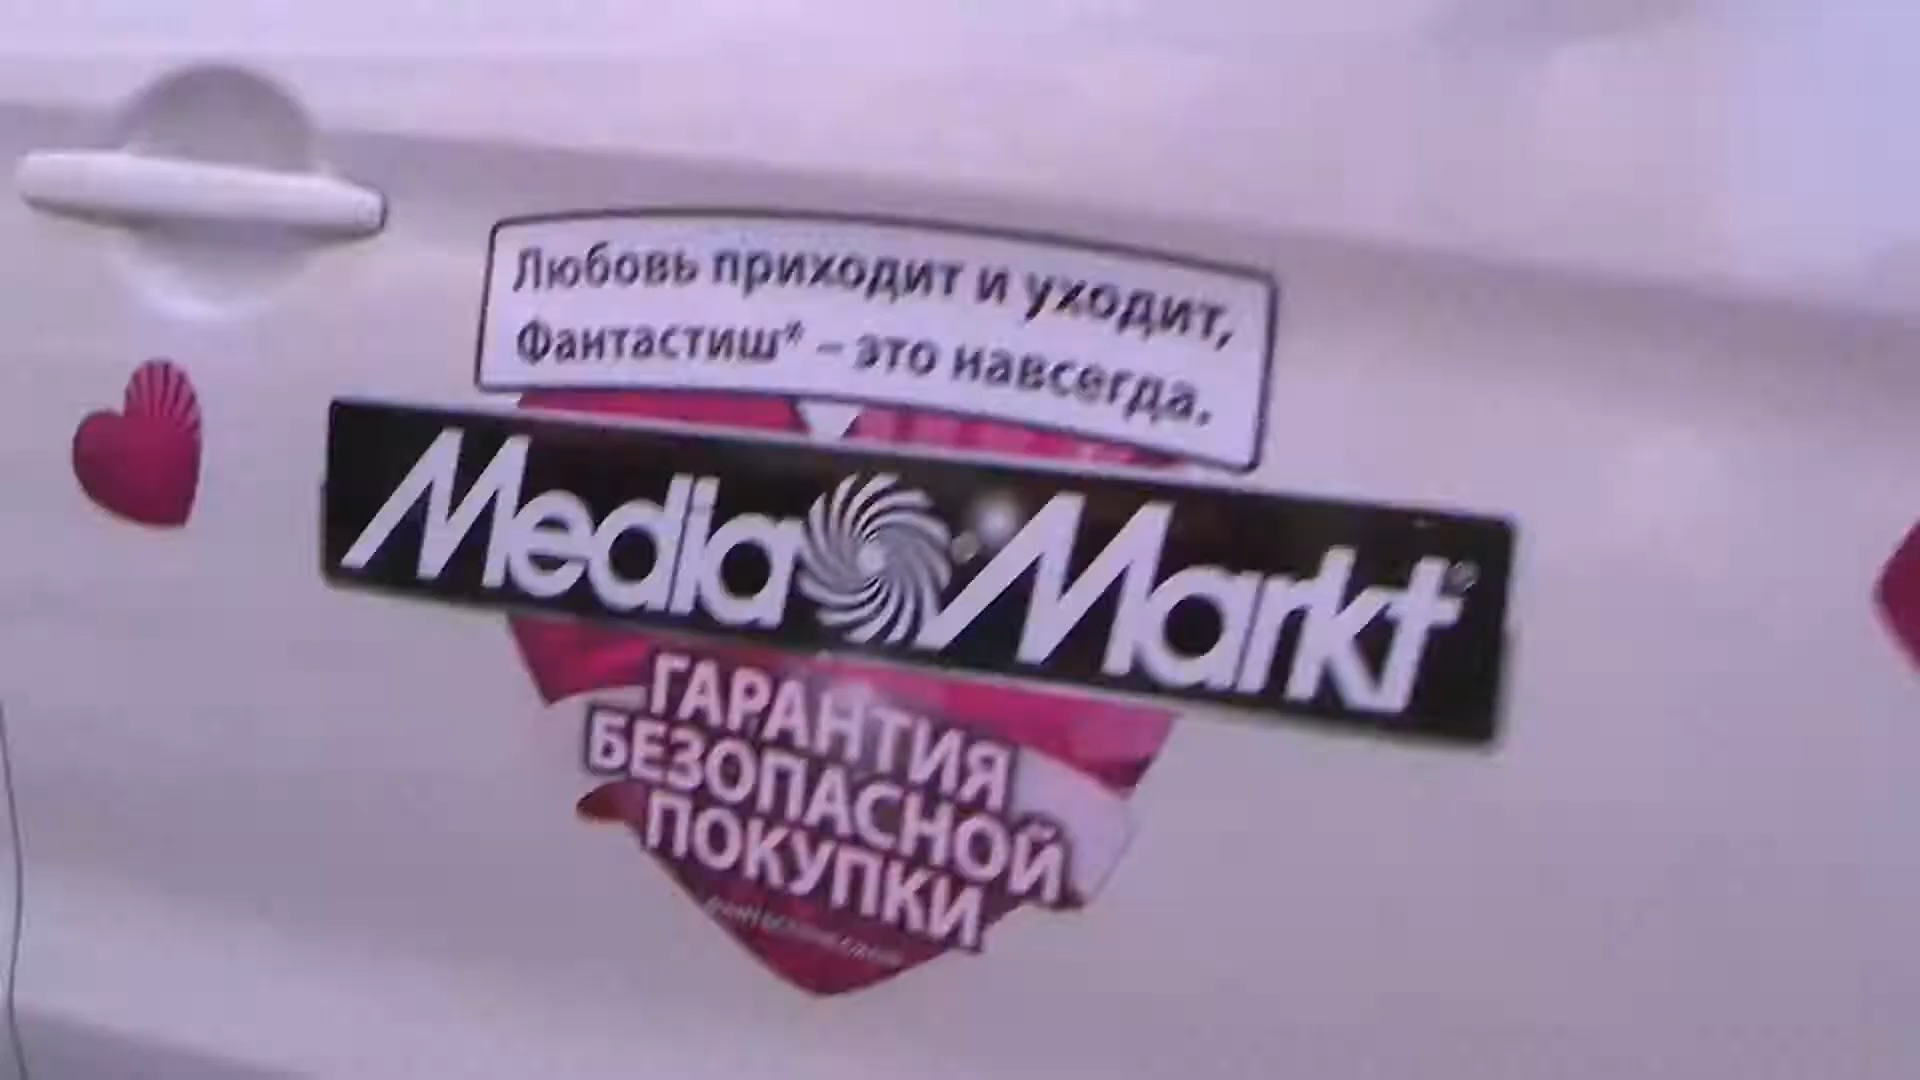 Любовь приходит и уходит,
Фантастиш* – это навсегда.
Media Markt®
ГАРАНТИЯ
БЕЗОПАСНОЙ
ПОКУПКИ